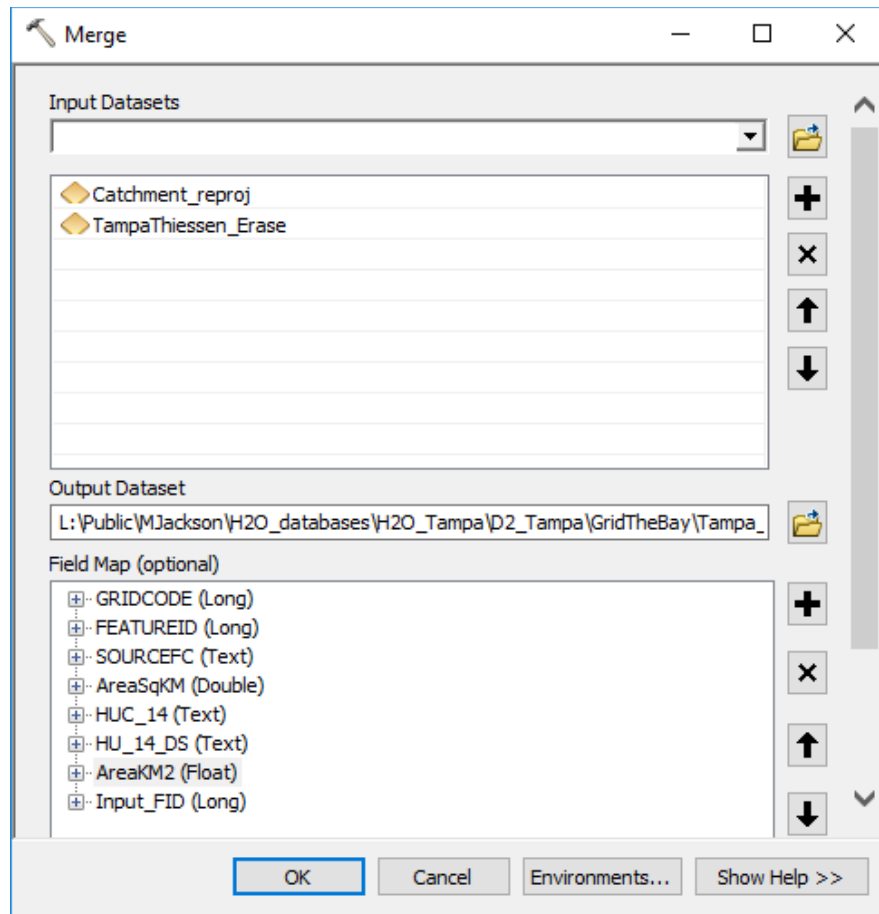 Merge
Input Datasets
Catchment_reproj
TampaThiessen_Erase
Output Dataset
L:\Public\MJackson\H2O_databases\H2O_Tampa\D2_Tampa\GridTheBay\Tampa_
Field Map (optional)
GRIDCODE (Long)
FEATUREID (Long)
SOURCEFC (Text)
AreaSqKM (Double)
HUC_14 (Text)
HU_14_DS (Text)
AreaKM2 (Float)
Input_FID (Long)
OK Cancel Environments... Show Help >>